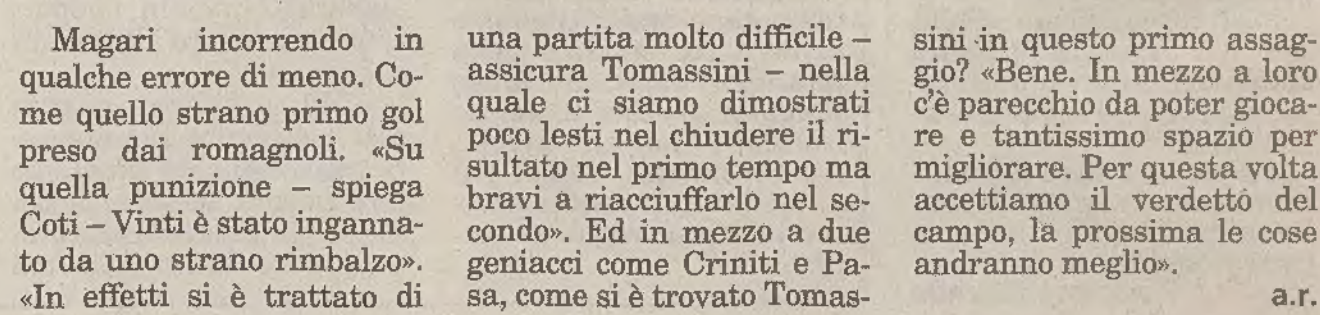 Magari incorrendo in
qualche errore di meno. Co-
me quello strano primo gol
preso dai romagnoli. «Su
quella punizione – spiega
Coti – Vinti è stato inganna-
to da uno strano rimbalzo».
«In effetti si è trattato di
una partita molto difficile –
assicura Tomassini – nella
quale ci siamo dimostrati
poco lesti nel chiudere il ri-
sultato nel primo tempo ma
bravi a riacciuffarlo nel se-
condo». Ed in mezzo a due
geniacci come Criniti e Pa-
sa, come si è trovato Tomas-
sini in questo primo assag-
gio? «Bene. In mezzo a loro
c'è parecchio da poter gioca-
re e tantissimo spazio per
migliorare. Per questa volta
accettiamo il verdetto del
campo, la prossima le cose
andranno meglio».
a.r.